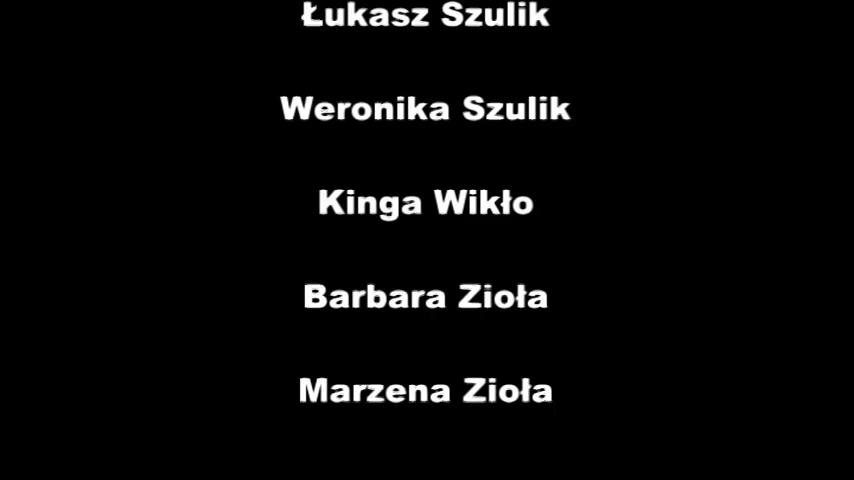 Łukasz Szulik
Weronika Szulik
Kinga Wikło
Barbara Zioła
Marzena Zioła